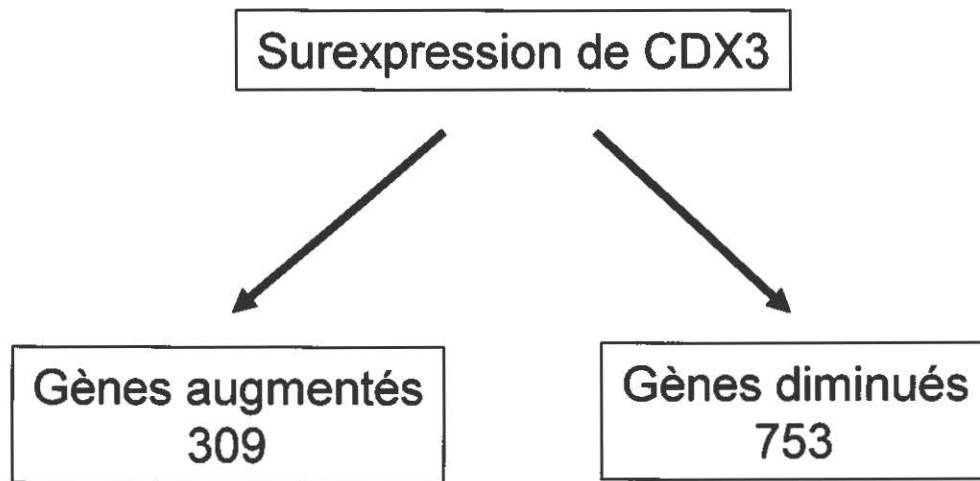 Surexpression de CDX3
Gènes augmentés
309
Gènes diminués
753